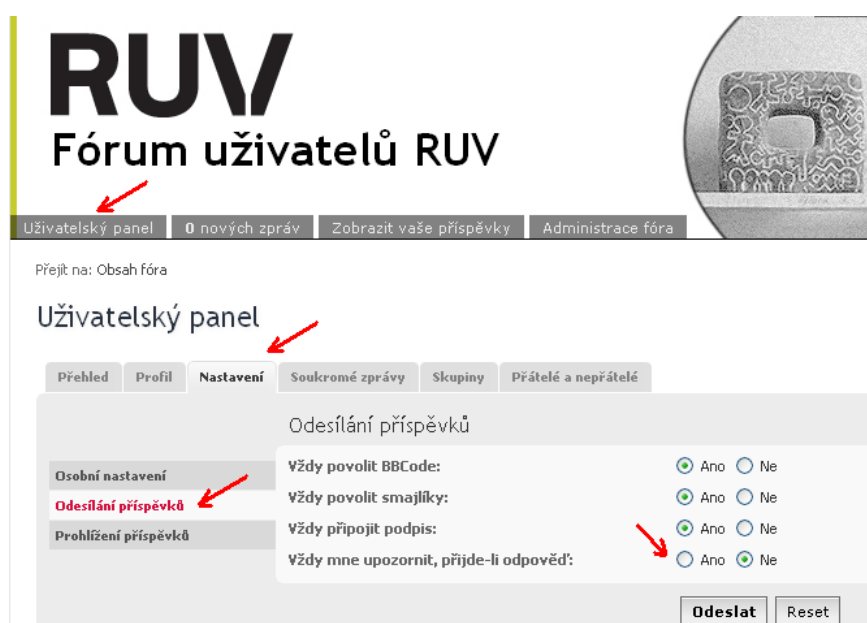 RUV
Fórum uživatelů RUV
Uživatelský panel 0 nových zpráv Zobrazit vaše příspěvky Administrace fóra
Přejít na: Obsah fóra
Uživatelský panel
Přehled Profil Nastavení Soukromé zprávy Skupiny Přátelé a nepřátelé
Odesílání příspěvků
Osobní nastavení
Odesílání příspěvků
Prohlížení příspěvků
Vždy povolit BBCode: Ano Ne
Vždy povolit smajlíky: Ano Ne
Vždy připojit podpis: Ano Ne
Vždy mne upozornit, přijde-li odpověď: Ano Ne
Odeslat Reset